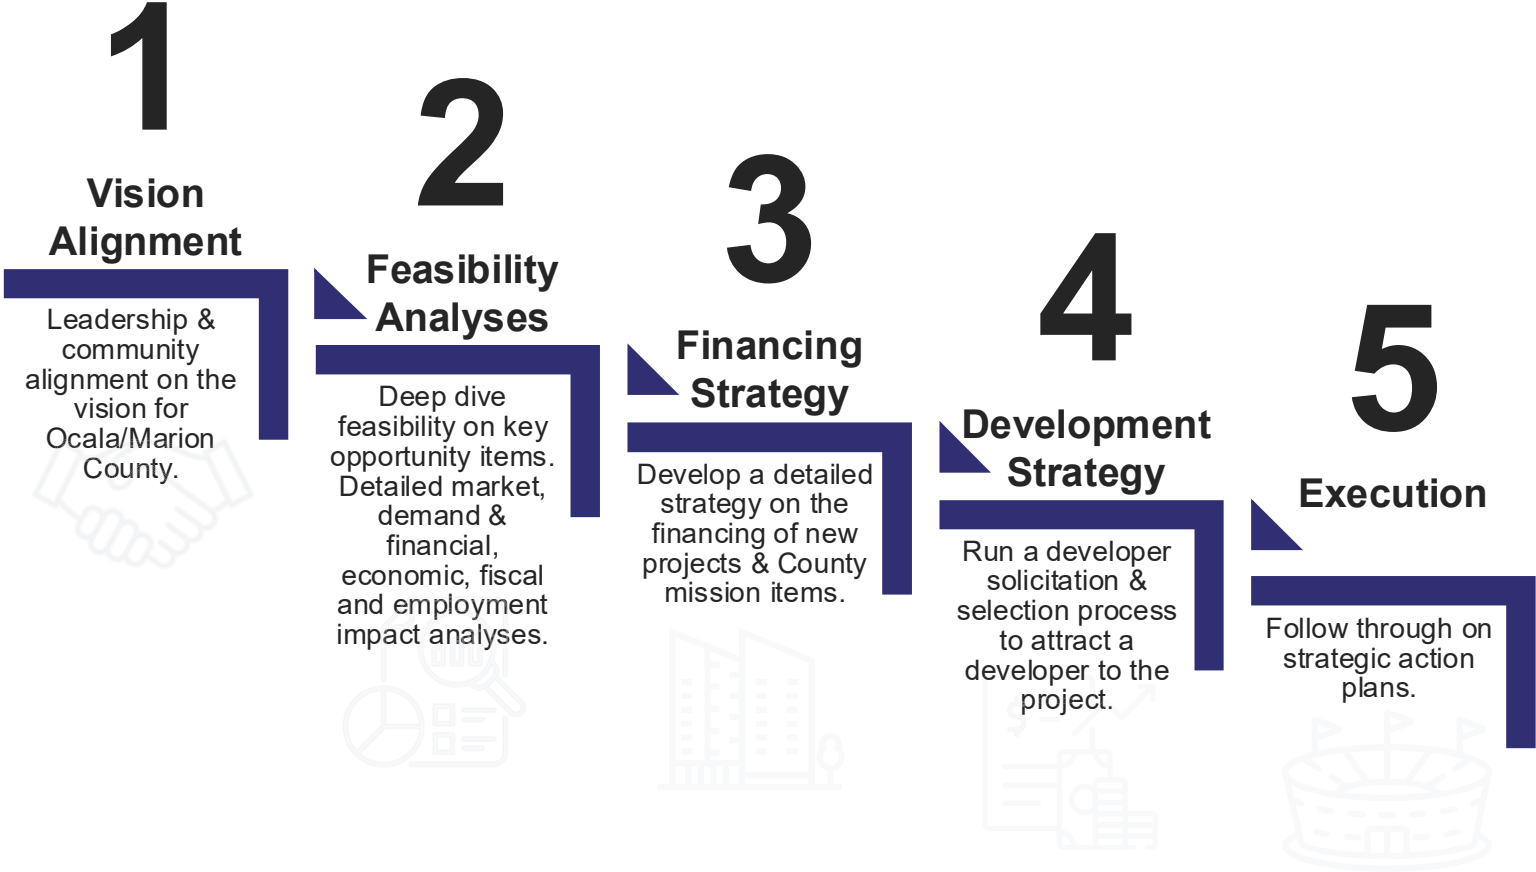 1
Vision
Alignment
Leadership &
community
alignment on the
vision for
Ocala/Marion
County.
2
Feasibility
Analyses
Deep dive
feasibility on key
opportunity items.
Detailed market,
demand &
financial,
economic, fiscal
and employment
impact analyses.
3
Financing
Strategy
Develop a detailed
strategy on the
financing of new
projects & County
mission items.
4
Development
Strategy
Run a developer
solicitation &
selection process
to attract a
developer to the
project.
5
Execution
Follow through on
strategic action
plans.